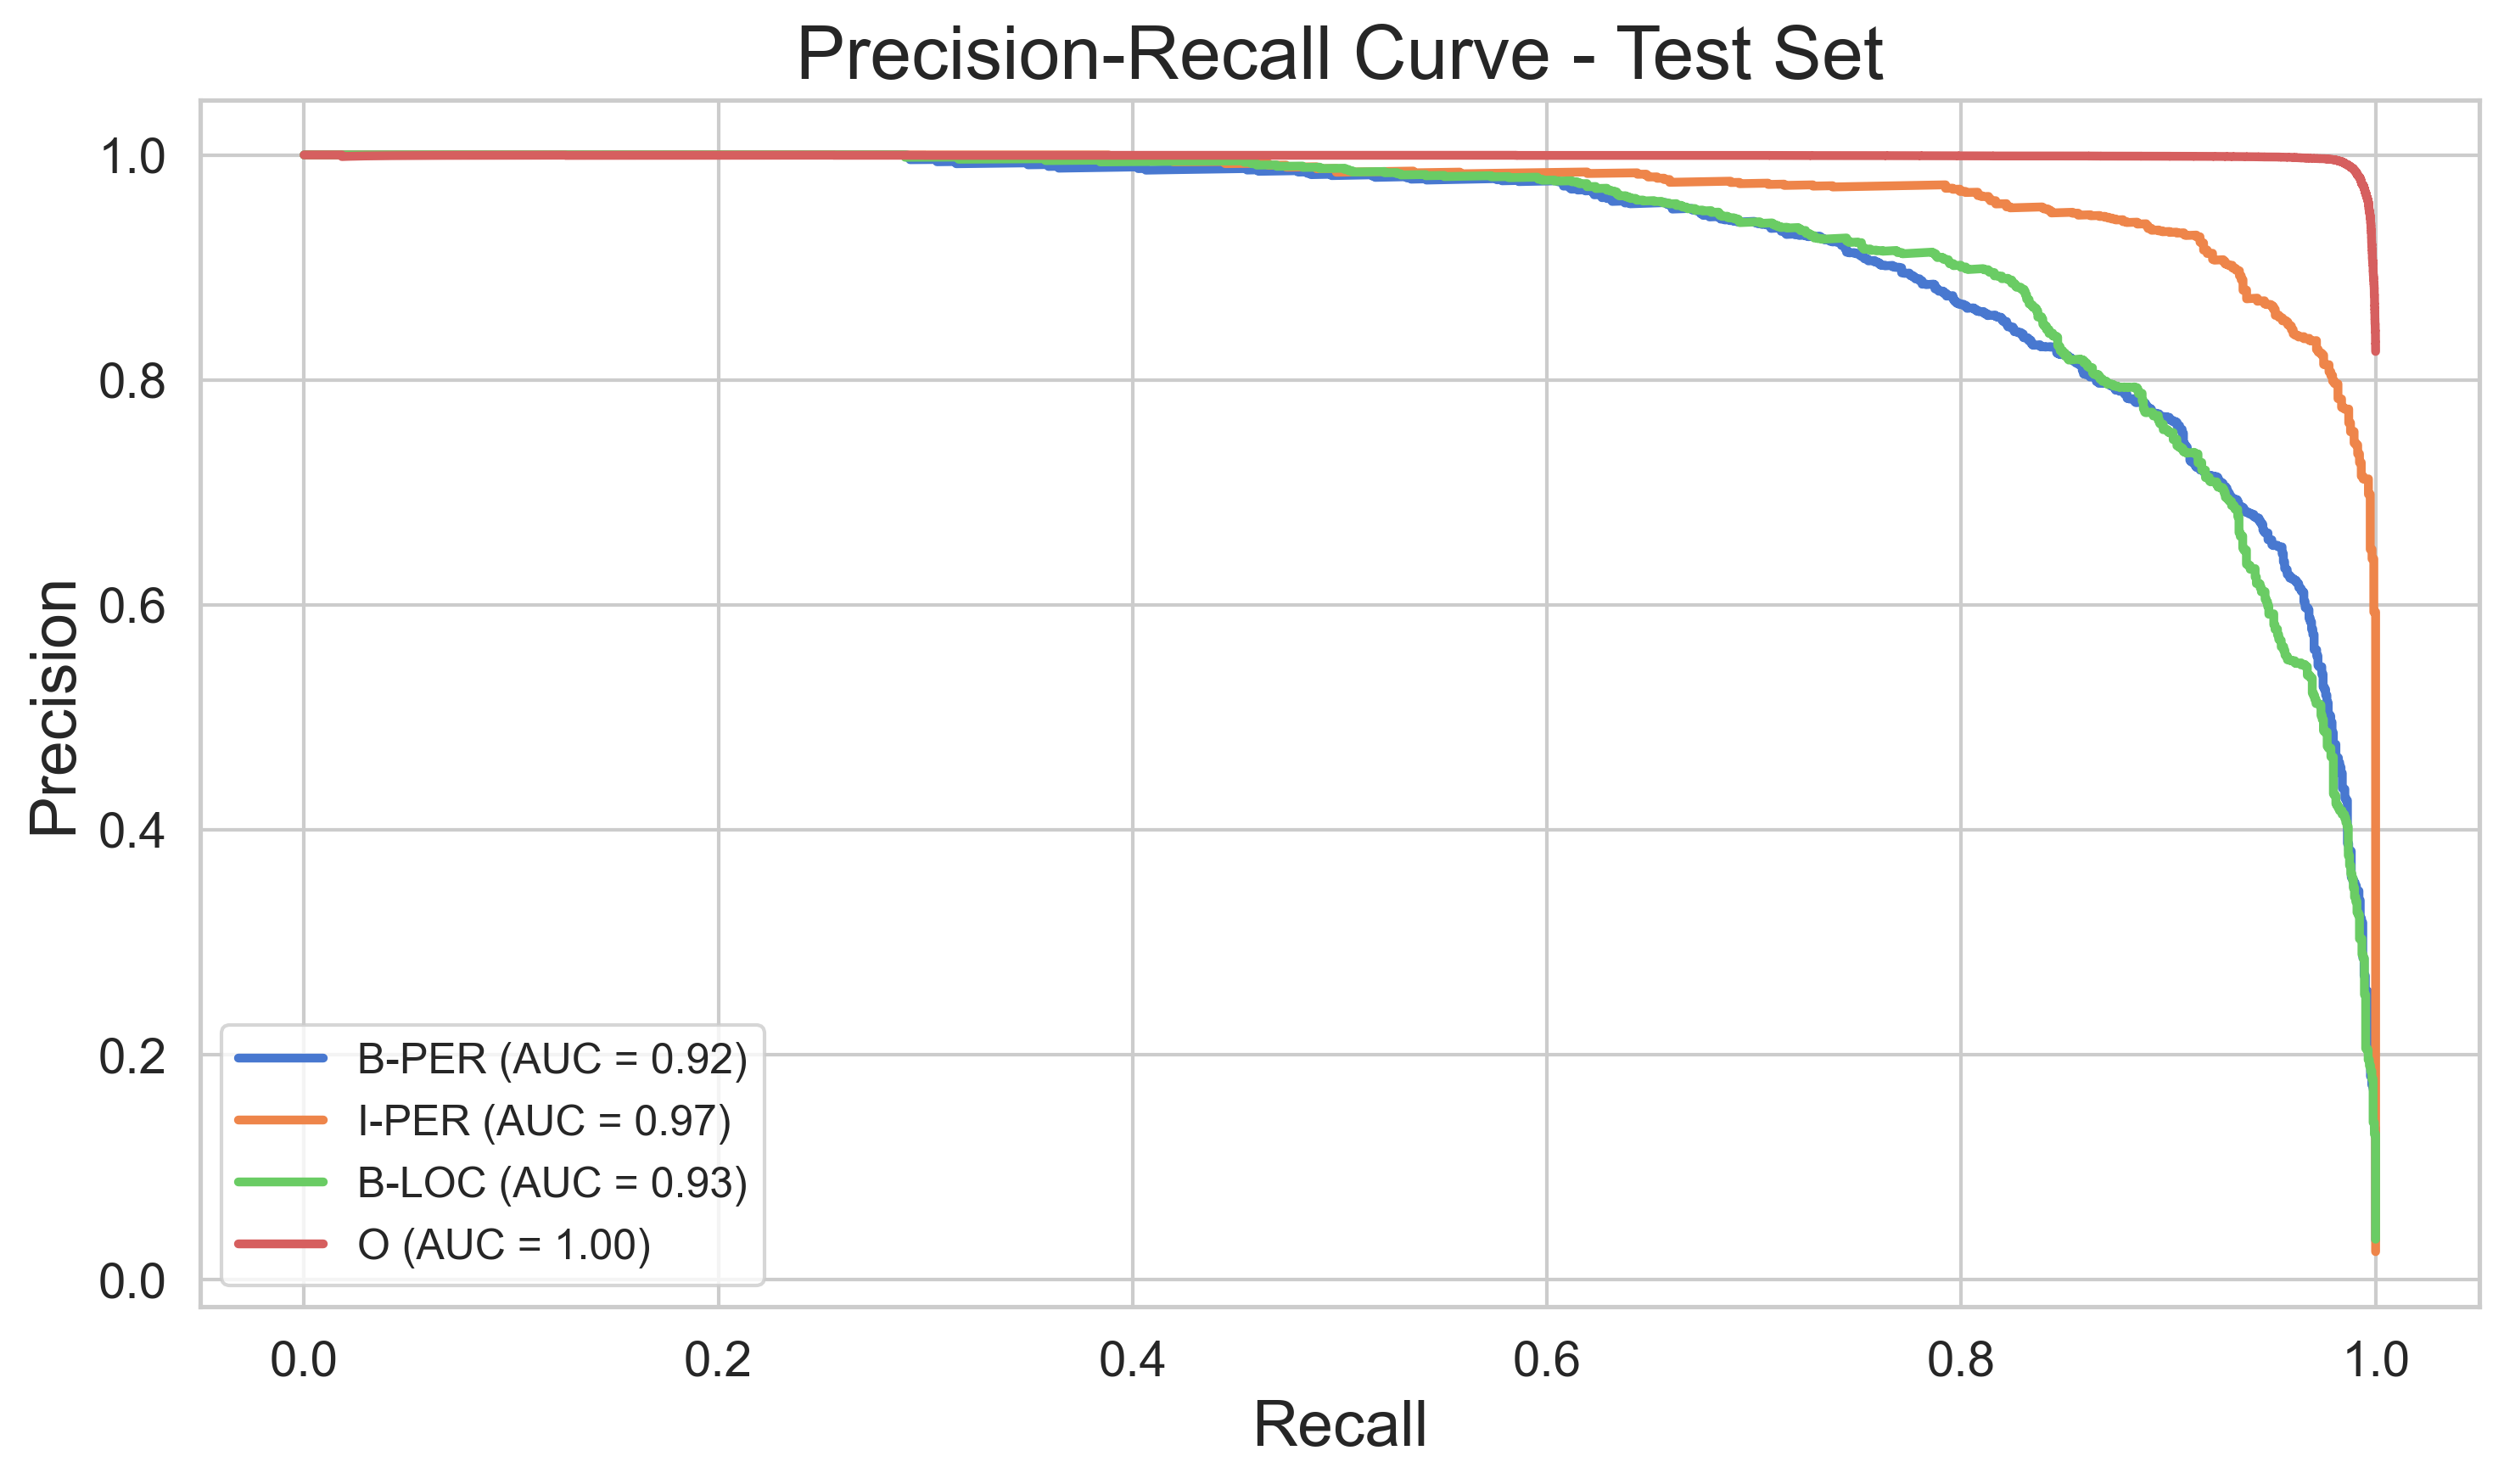 Precision-Recall Curve - Test Set
Precision
1.0
0.8
0.6
0.4
0.2
0.0
B-PER (AUC = 0.92)
I-PER (AUC = 0.97)
B-LOC (AUC = 0.93)
O (AUC = 1.00)
0.0 0.2 0.4 0.6 0.8 1.0
Recall